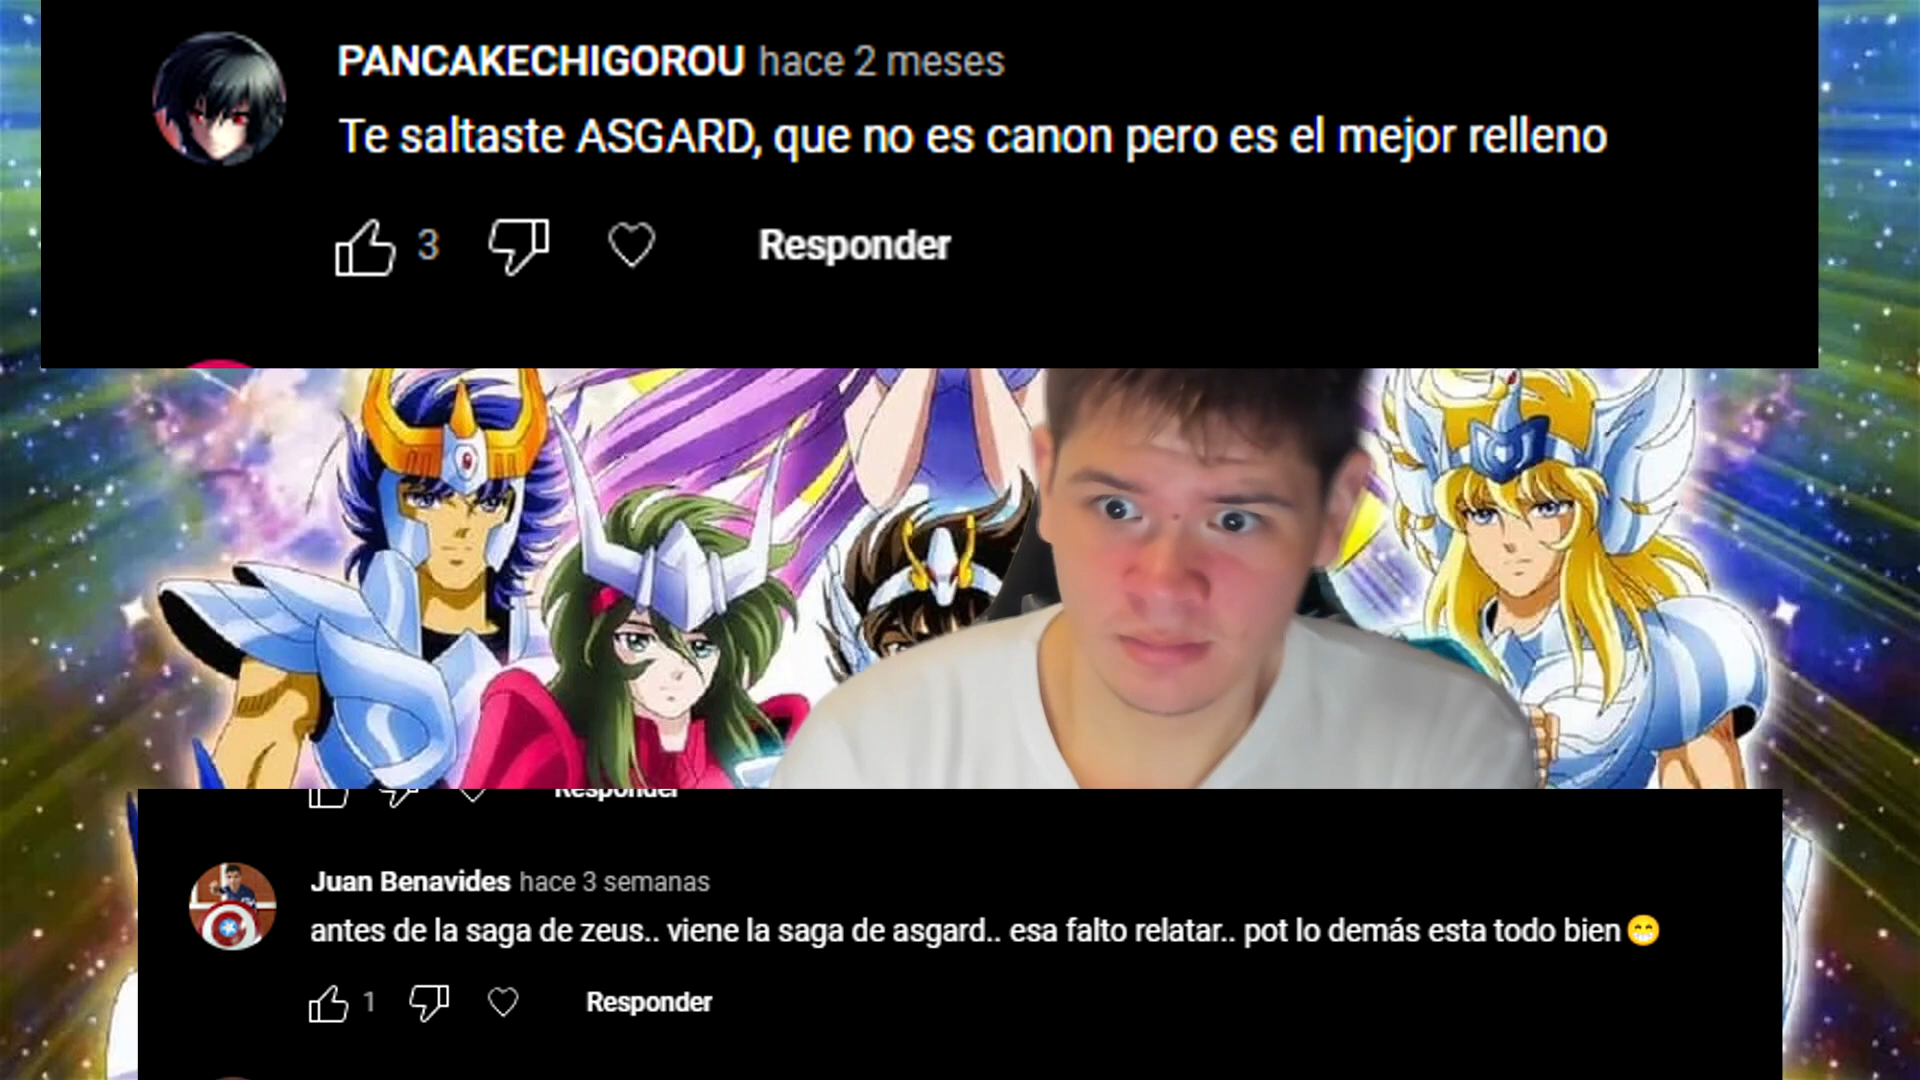 PANCAKECHIGOROU hace 2 meses
Te saltaste ASGARD, que no es canon pero es el mejor relleno
3
Responder
Responder
Juan Benavides hace 3 semanas
antes de la saga de zeus.. viene la saga de asgard.. esa falto relatar.. pot lo demás esta todo bien😁
1
Responder